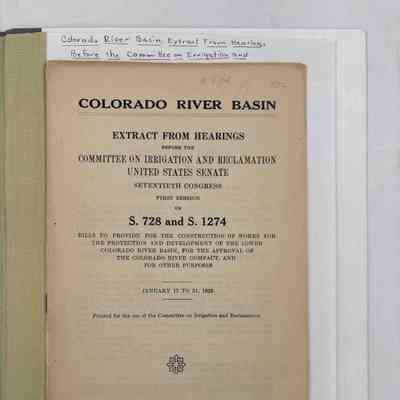 Colorado River Basin Extract From Hearings
Before the Committee on Irrigation and
COLORADO RIVER BASIN
EXTRACT FROM HEARINGS
BEFORE THE
COMMITTEE ON IRRIGATION AND RECLAMATION
UNITED STATES SENATE
SEVENTIETH CONGRESS
FIRST SESSION
ON
S. 728 and S. 1274
BILLS TO PROVIDE FOR THE CONSTRUCTION OF WORKS FOR
THE PROTECTION AND DEVELOPMENT OF THE LOWER
COLORADO RIVER BASIN, FOR THE APPROVAL OF
THE COLORADO RIVER COMPACT, AND
FOR OTHER PURPOSES
JANUARY 17 TO 21, 1928
Printed for the use of the Committee on Irrigation and Reclamation